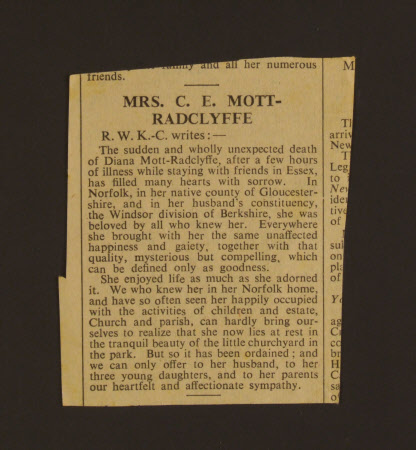 and all her numerous
friends.
MRS. C. E. MOTT-
RADCLYFFE
R. W. K.-C. writes :—
The sudden and wholly unexpected death
of Diana Mott-Radclyffe, after a few hours
of illness while staying with friends in Essex,
has filled many hearts with sorrow. In
Norfolk, in her native county of Gloucester-
shire, and in her husband's constituency,
the Windsor division of Berkshire, she was
beloved by all who knew her. Everywhere
she brought with her the same unaffected
happiness and gaiety, together with that
quality, mysterious but compelling, which
can be defined only as goodness.
She enjoyed life as much as she adorned
it. We who knew her in her Norfolk home,
and have so often seen her happily occupied
with the activities of children and estate,
Church and parish, can hardly bring our-
selves to realize that she now lies at rest in
the tranquil beauty of the little churchyard in
the park. But so it has been ordained ; and
we can only offer to her husband, to her
three young daughters, and to her parents
our heartfelt and affectionate sympathy.